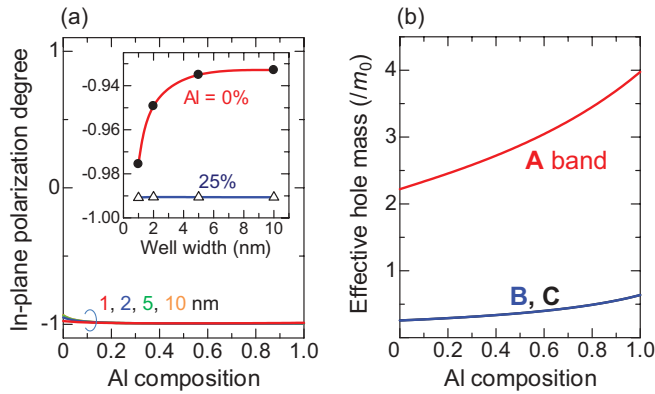 (a)
In-plane polarization degree
1
0
-1
-0.94
-0.96
-0.98
-1.00
Al = 0%
25%
0 2 4 6 8 10
Well width (nm)
1, 2, 5, 10 nm
0 0.2 0.4 0.6 0.8 1.0
Al composition
(b)
Effective hole mass (/m0)
4
3
2
1
0
A band
B, C
0 0.2 0.4 0.6 0.8 1.0
Al composition